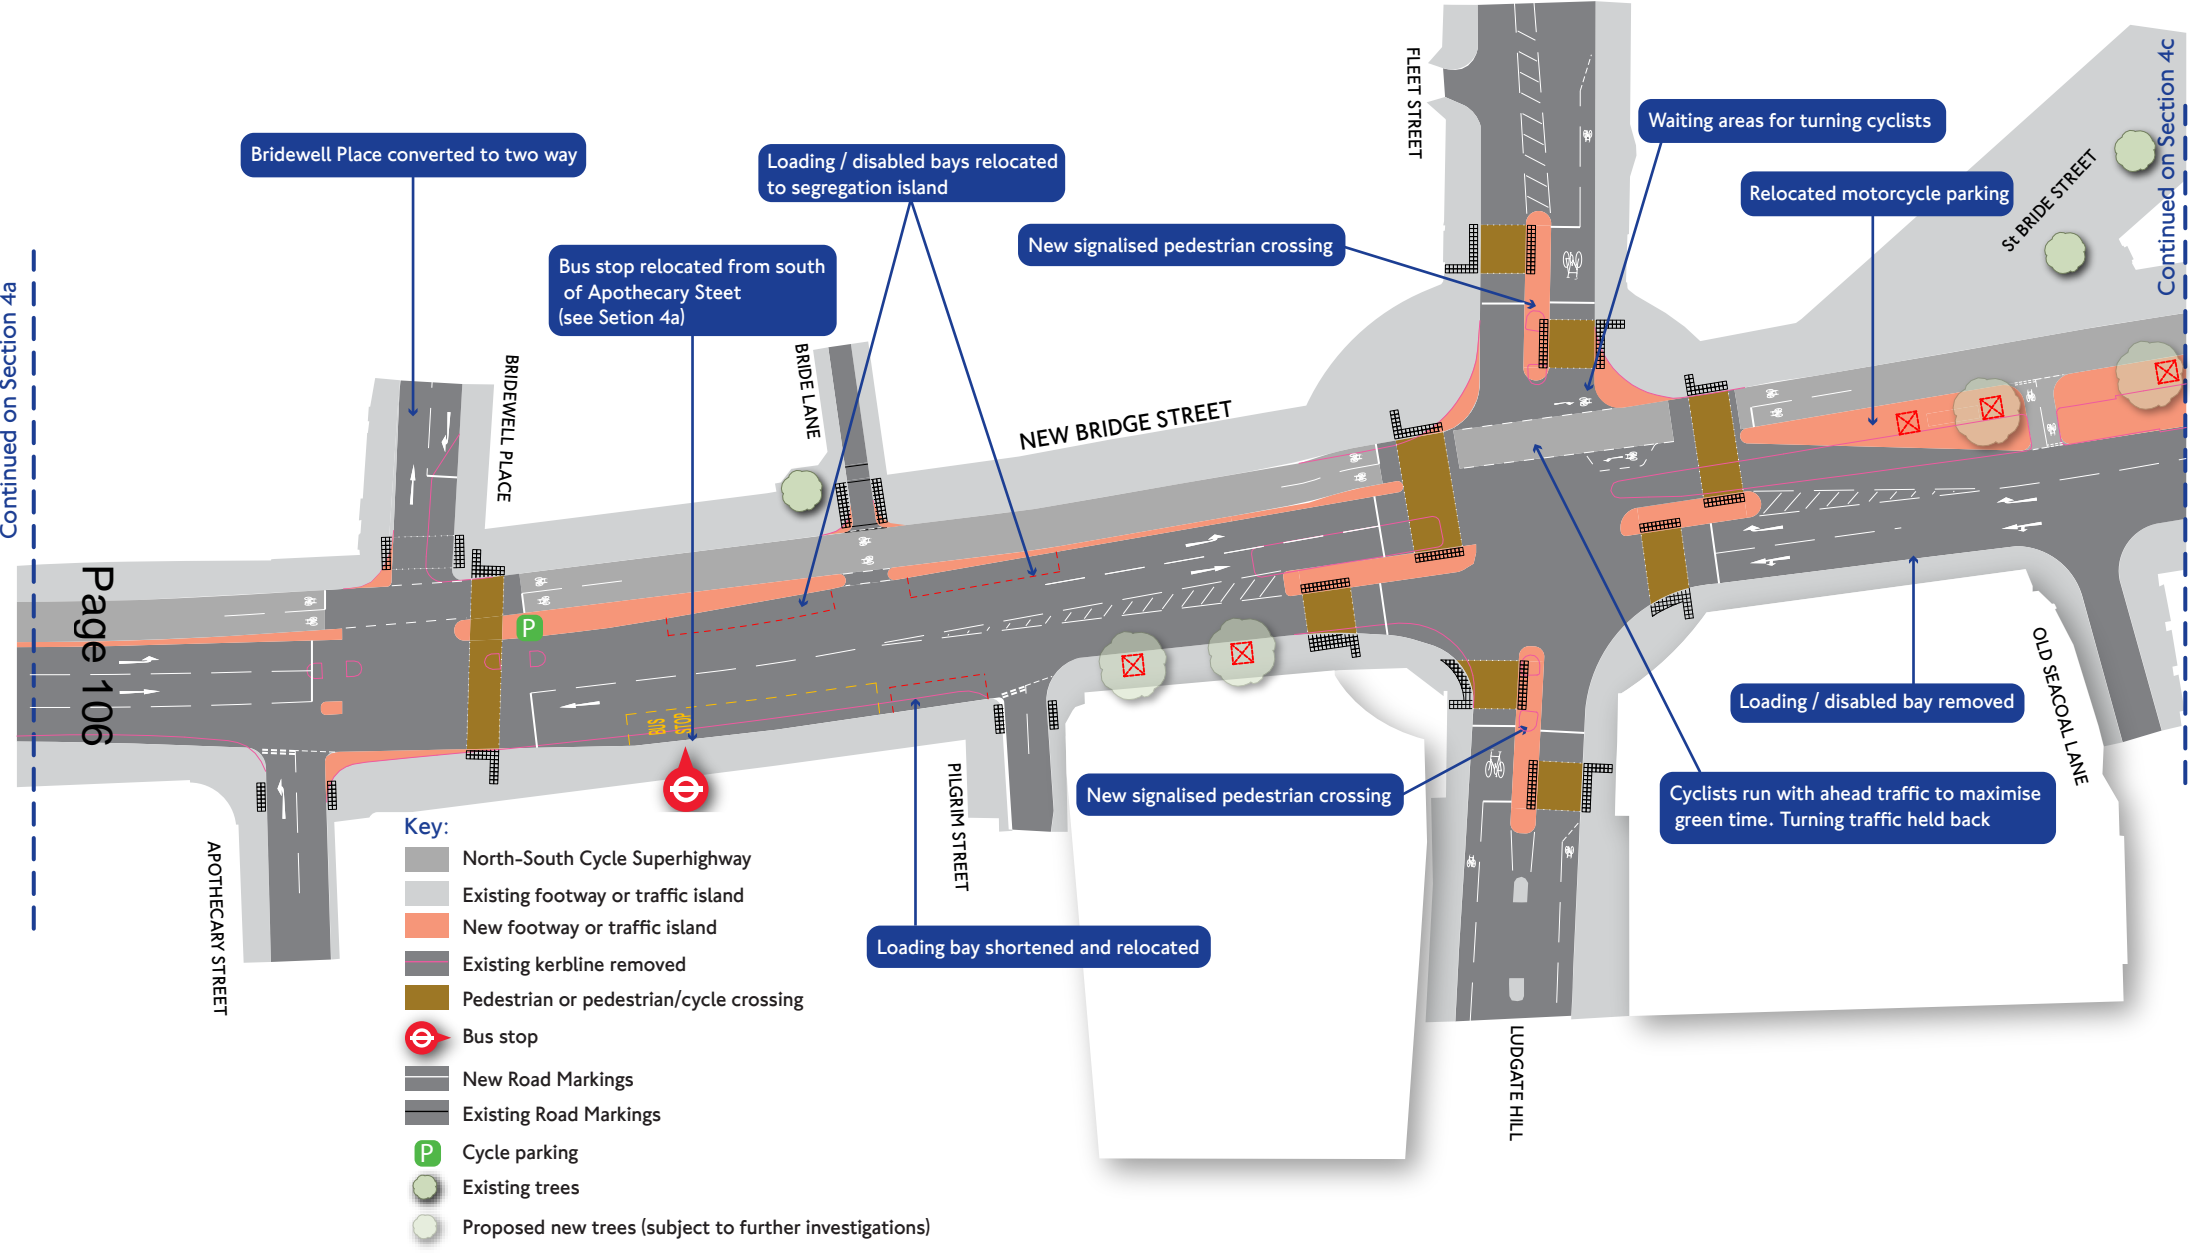 Continued on Section 4a
Page 106
Bridewell Place converted to two way
Bus stop relocated from south
of Apothecary Steet
(see Setion 4a)
Loading / disabled bays relocated
to segregation island
New signalised pedestrian crossing
Waiting areas for turning cyclists
Relocated motorcycle parking
Continued on Section 4c
FLEET STREET
St BRIDE STREET
BRIDEWELL PLACE
BRIDE LANE
NEW BRIDGE STREET
P
BUS
STOP
APOTHECARY STREET
PILGRIM STREET
New signalised pedestrian crossing
Loading / disabled bay removed
OLD SEACOAL LANE
Cyclists run with ahead traffic to maximise
green time. Turning traffic held back
Loading bay shortened and relocated
LUDGATE HILL
Key:
North-South Cycle Superhighway
Existing footway or traffic island
New footway or traffic island
Existing kerbline removed
Pedestrian or pedestrian/cycle crossing
Bus stop
New Road Markings
Existing Road Markings
P Cycle parking
Existing trees
Proposed new trees (subject to further investigations)